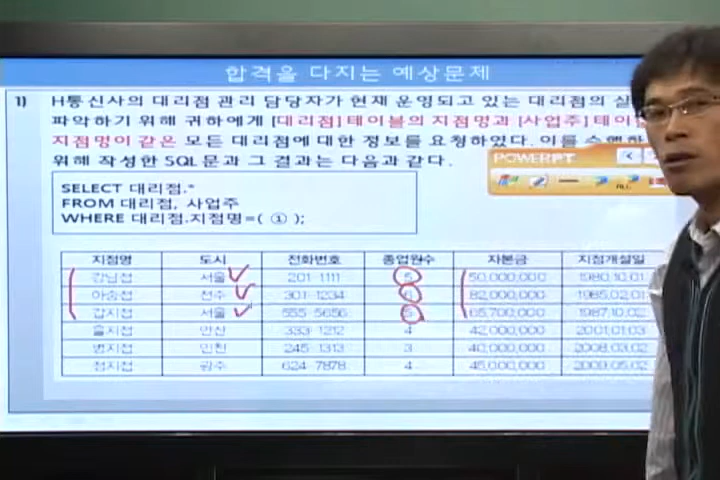 합격을 다지는 예상문제
1) H통신사의 대리점 관리 담당자가 현재 운영되고 있는 대리점의 실
파악하기 위해 귀하에게 [대리점] 테이블의 지점명과 [사업주] 테이
지점명이 같은 모든 대리점에 대한 정보를 요청하였다. 이를 수행하
위해 작성한 SQL문과 그 결과는 다음과 같다.
POWERPT
SELECT 대리점.*
FROM 대리점, 사업주
WHERE 대리점.지점명=( ① );
지점명 도시 전화번호 종업원수 자본금 지점개설일
강남점 서울 201-1111 5 50,000,000 1980.10.01
아중점 전주 301-1234 6 82,000,000 1985.02.01
갑지점 서울 555-5656 5 65,700,000 1987.10.02
을지점 안산 333-1212 4 42,000,000 2001.01.03
병지점 인천 245-1313 3 40,000,000 2008.03.02
정지점 광주 624-7878 4 45,000,000 2009.05.02